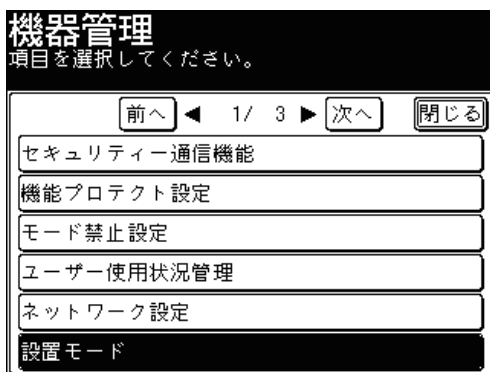 機器管理
項目を選択してください。
前へ ◀ 1/ 3 ▶ 次へ 閉じる
セキュリティー通信機能
機能プロテクト設定
モード禁止設定
ユーザー使用状況管理
ネットワーク設定
設置モード